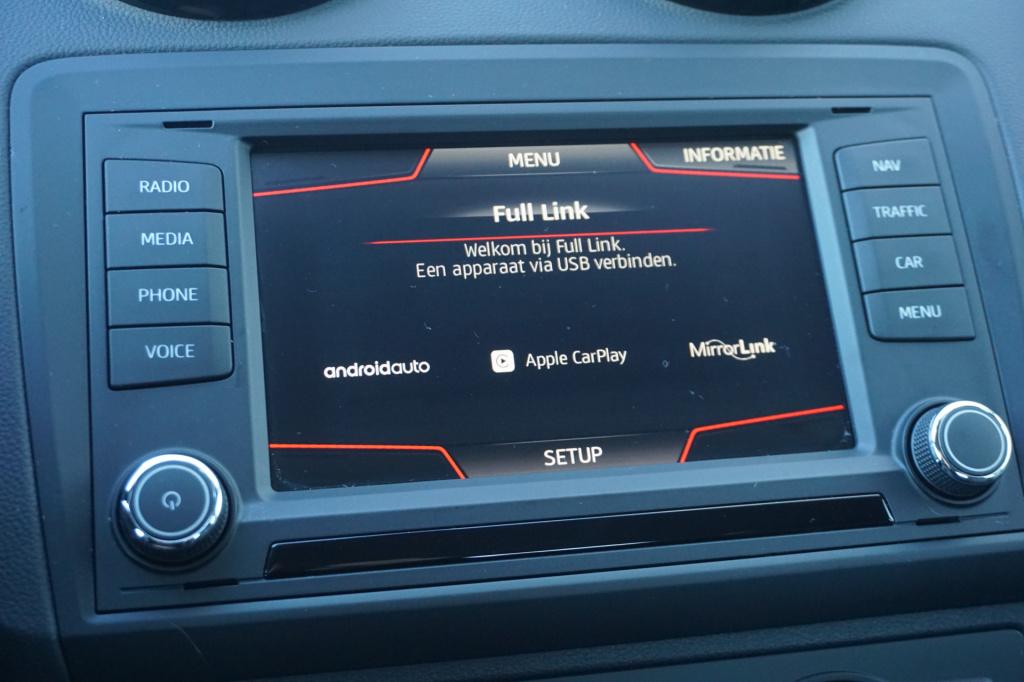 RADIO
MEDIA
PHONE
VOICE
MENU
INFORMATIE
Full Link
Welkom bij Full Link.
Een apparaat via USB verbinden.
androidauto
Apple CarPlay
MirrorLink
SETUP
NAV
TRAFFIC
CAR
MENU